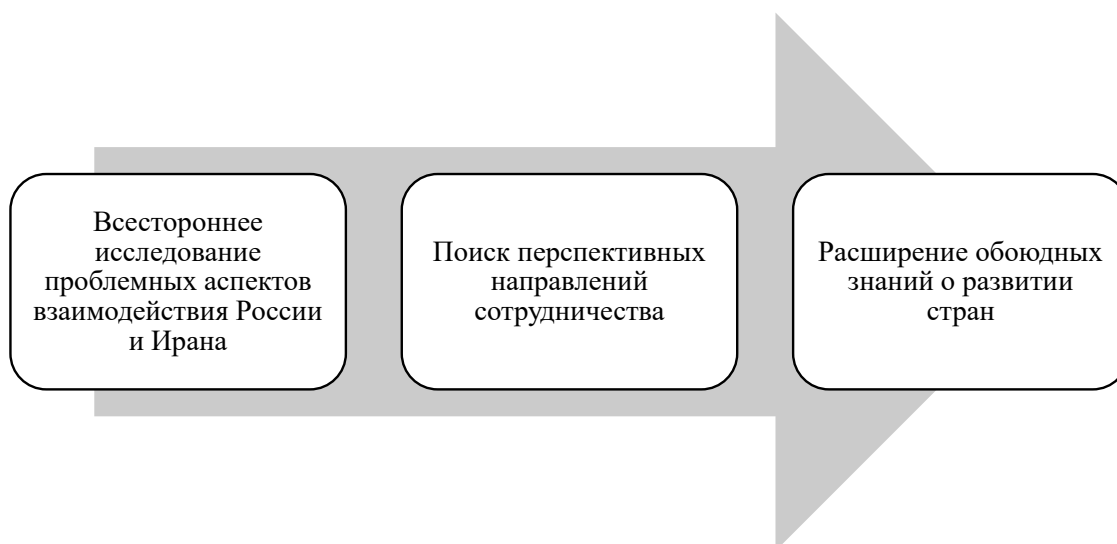 Всестороннее
исследование
проблемных аспектов
взаимодействия России
и Ирана
Поиск перспективных
направлений
сотрудничества
Расширение обоюдных
знаний о развитии
стран